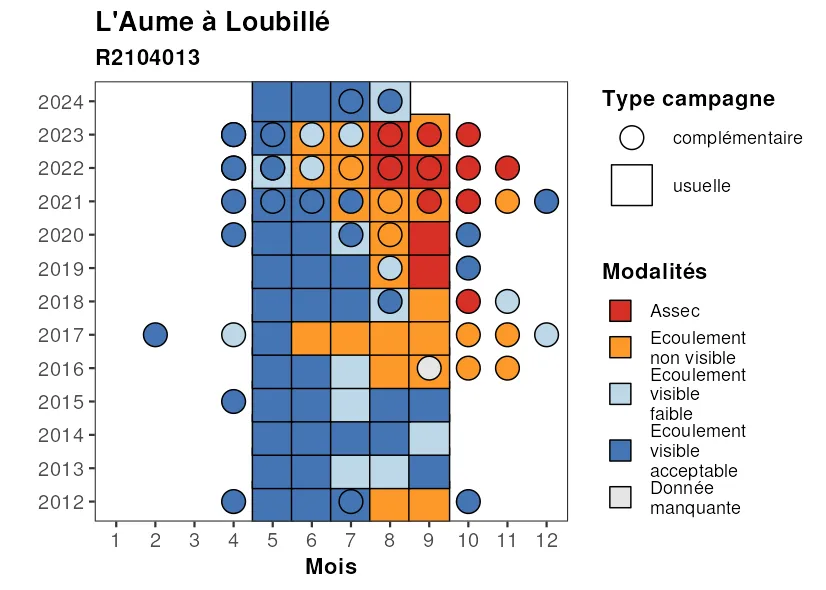 L'Aume à Loubillé
R2104013
2024
2023
2022
2021
2020
2019
2018
2017
2016
2015
2014
2013
2012
1 2 3 4 5 6 7 8 9 10 11 12
Mois
Type campagne
complémentaire
usuelle
Modalités
Assec
Ecoulement
non visible
Ecoulement
visible
faible
Ecoulement
visible
acceptable
Donnée
manquante